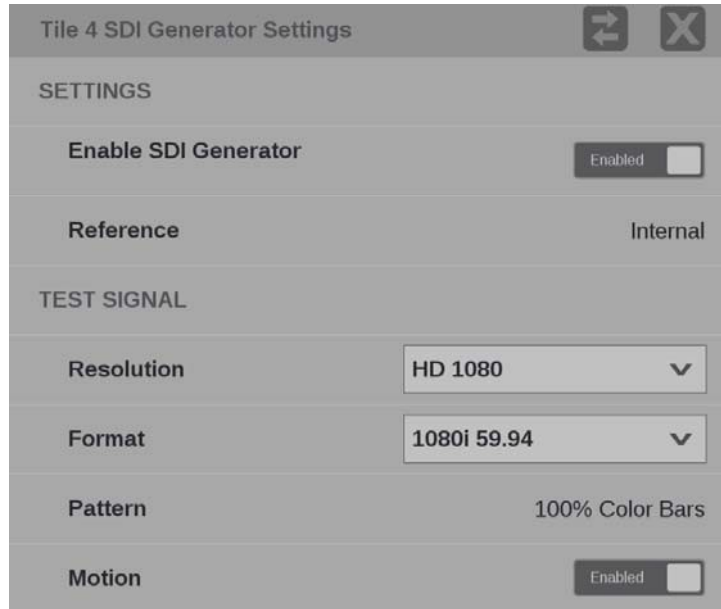 Tile 4 SDI Generator Settings
SETTINGS
Enable SDI Generator Enabled
Reference Internal
TEST SIGNAL
Resolution HD 1080
Format 1080i 59.94
Pattern 100% Color Bars
Motion Enabled